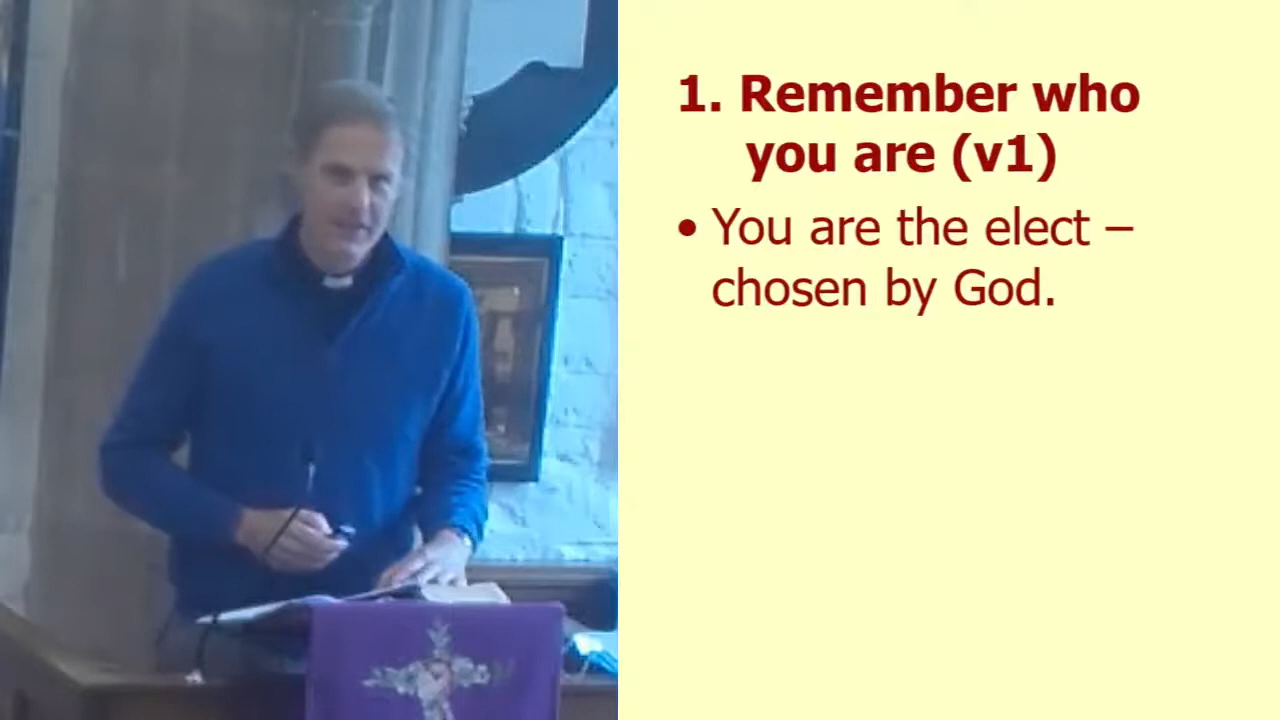 1. Remember who
you are (v1)
• You are the elect –
chosen by God.